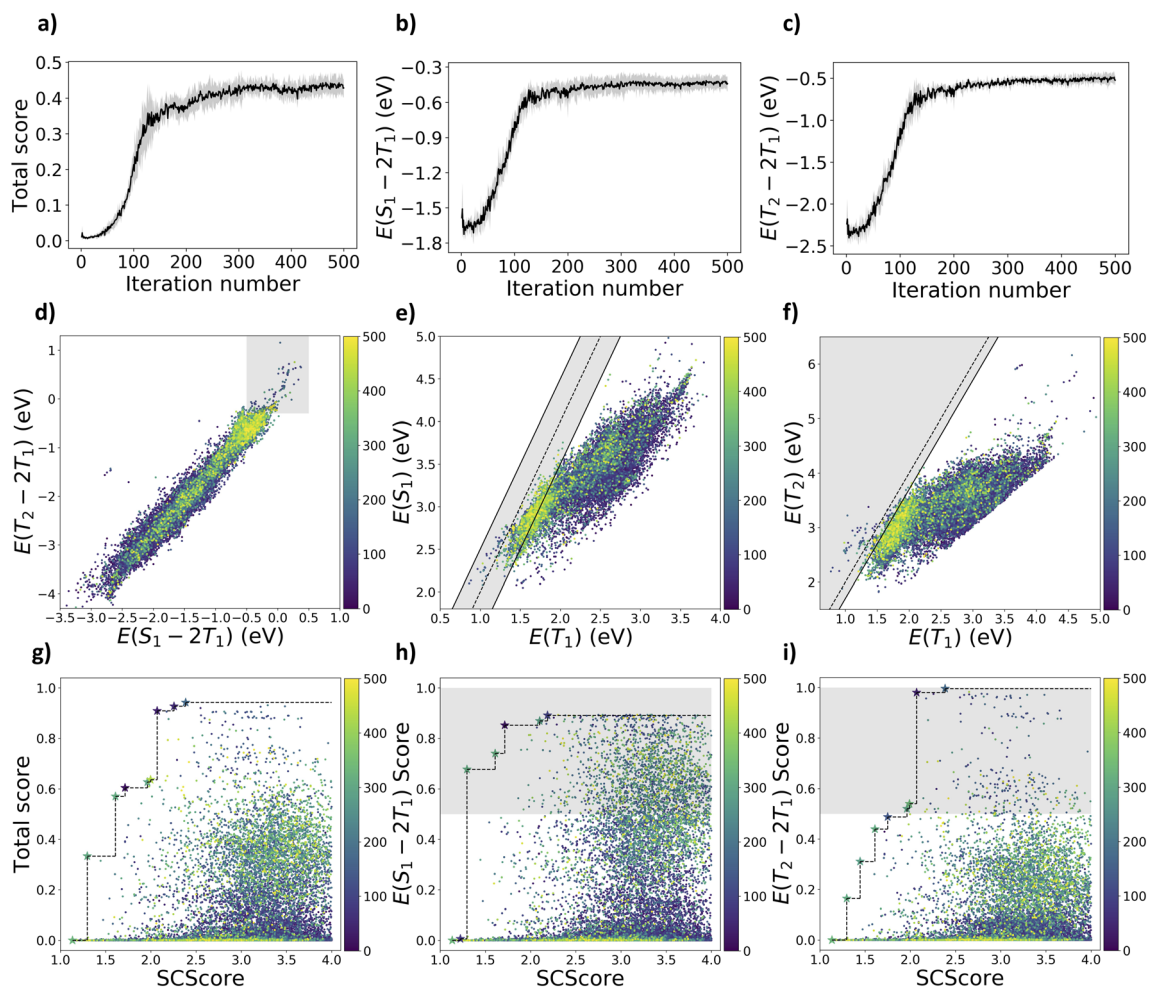 a)
b)
c)
Total score
0.5
0.4
0.3
0.2
0.1
0.0
0 100 200 300 400 500
Iteration number
E(S₁ − 2T₁) (eV)
−0.3
−0.6
−0.9
−1.2
−1.5
−1.8
0 100 200 300 400 500
Iteration number
E(T₂ − 2T₁) (eV)
−0.5
−1.0
−1.5
−2.0
−2.5
0 100 200 300 400 500
Iteration number
d)
e)
f)
E(T₂ − 2T₁) (eV)
1
0
−1
−2
−3
−4
−3.5 −3.0 −2.5 −2.0 −1.5 −1.0 −0.5 0.0 0.5 1.0
E(S₁ − 2T₁) (eV)
500
400
300
200
100
0
E(S₁) (eV)
5.0
4.5
4.0
3.5
3.0
2.5
2.0
0.5 1.0 1.5 2.0 2.5 3.0 3.5 4.0
E(T₁) (eV)
500
400
300
200
100
0
E(T₂) (eV)
6
5
4
3
2
1.0 1.5 2.0 2.5 3.0 3.5 4.0 4.5 5.0
E(T₁) (eV)
500
400
300
200
100
0
g)
h)
i)
Total score
1.0
0.8
0.6
0.4
0.2
0.0
1.0 1.5 2.0 2.5 3.0 3.5 4.0
SCScore
500
400
300
200
100
0
E(S₁ − 2T₁) Score
1.0
0.8
0.6
0.4
0.2
0.0
1.0 1.5 2.0 2.5 3.0 3.5 4.0
SCScore
500
400
300
200
100
0
E(T₂ − 2T₁) Score
1.0
0.8
0.6
0.4
0.2
0.0
1.0 1.5 2.0 2.5 3.0 3.5 4.0
SCScore
500
400
300
200
100
0